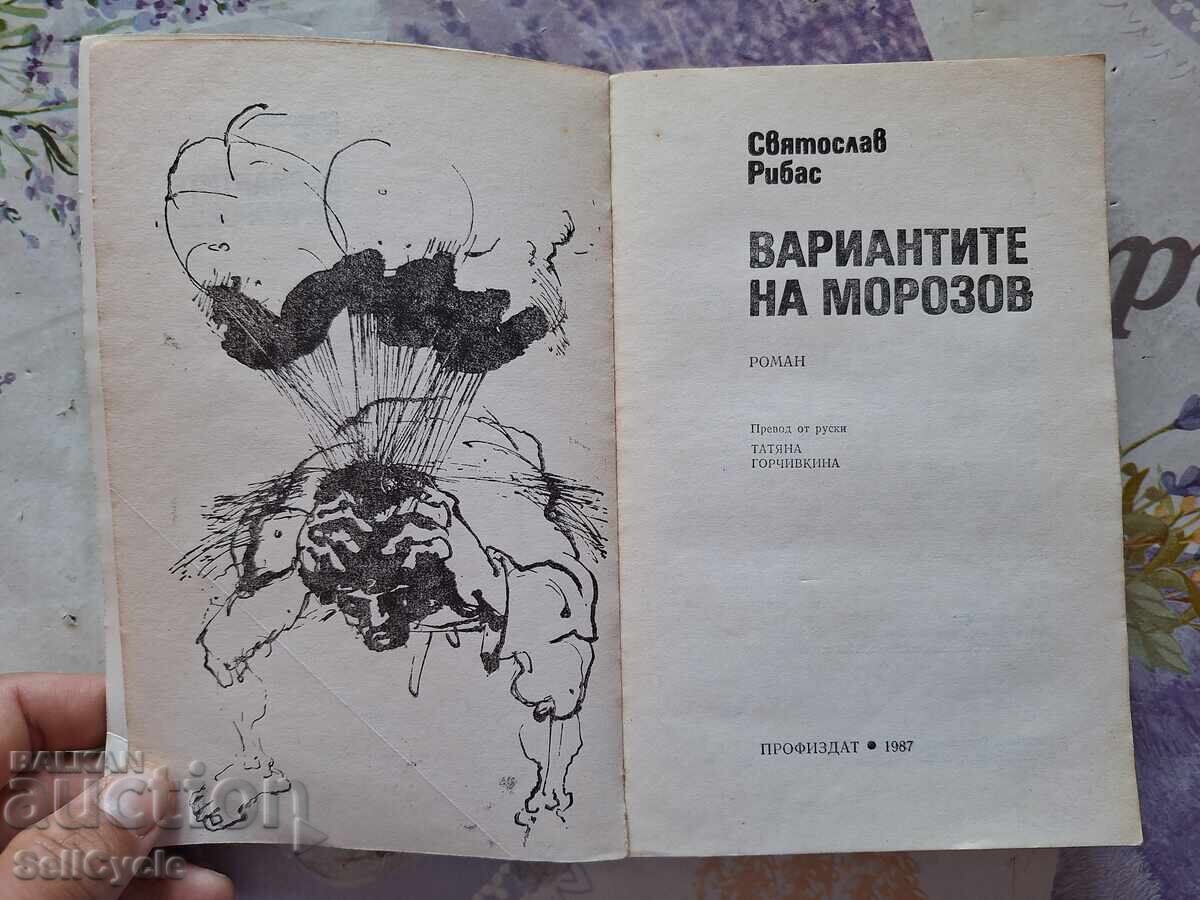 Святослав
Рибас
ВАРИАНТИТЕ
НА МОРОЗОВ
РОМАН
Превод от руски
ТАТЯНА
ГОРЧИВКИНА
ПРОФИЗДАТ • 1987
BALKAN
auction
SellCycle